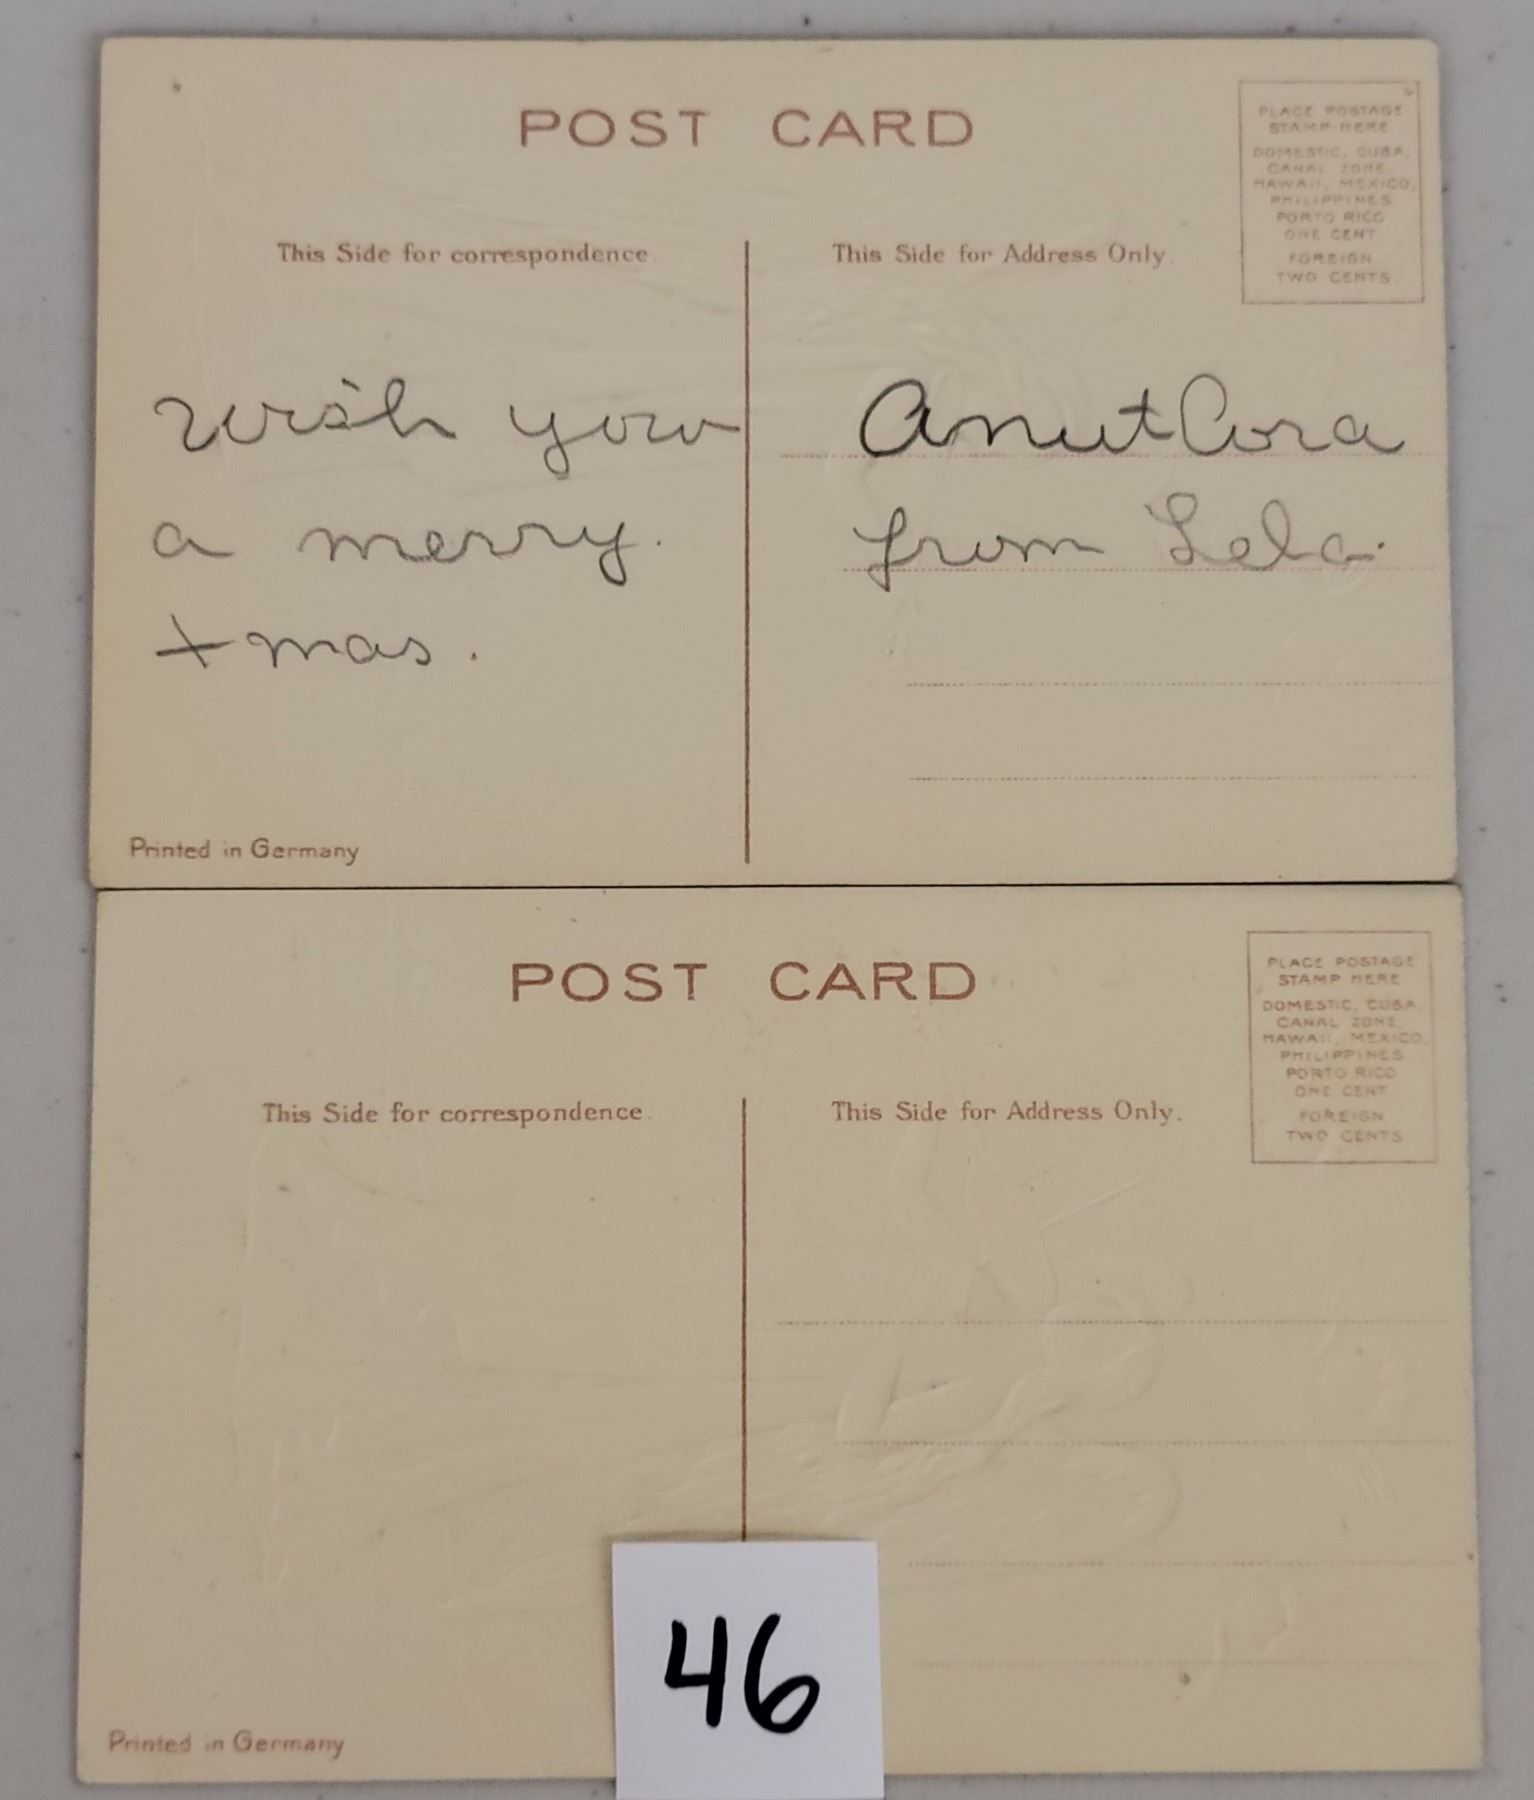 POST CARD
PLACE POSTAGE
STAMP HERE
DOMESTIC, CUBA,
CANAL ZONE,
HAWAII, MEXICO,
PHILIPPINES
PORTO RICO
ONE CENT.
FOREIGN
TWO CENTS.
This Side for correspondence.
This Side for Address Only.
wish you
a merry.
xmas.
Anut Cora
from Lela.
Printed in Germany
POST CARD
PLACE POSTAGE
STAMP HERE
DOMESTIC, CUBA,
CANAL ZONE,
HAWAII, MEXICO,
PHILIPPINES
PORTO RICO
ONE CENT.
FOREIGN
TWO CENTS.
This Side for correspondence.
This Side for Address Only.
Printed in Germany
46